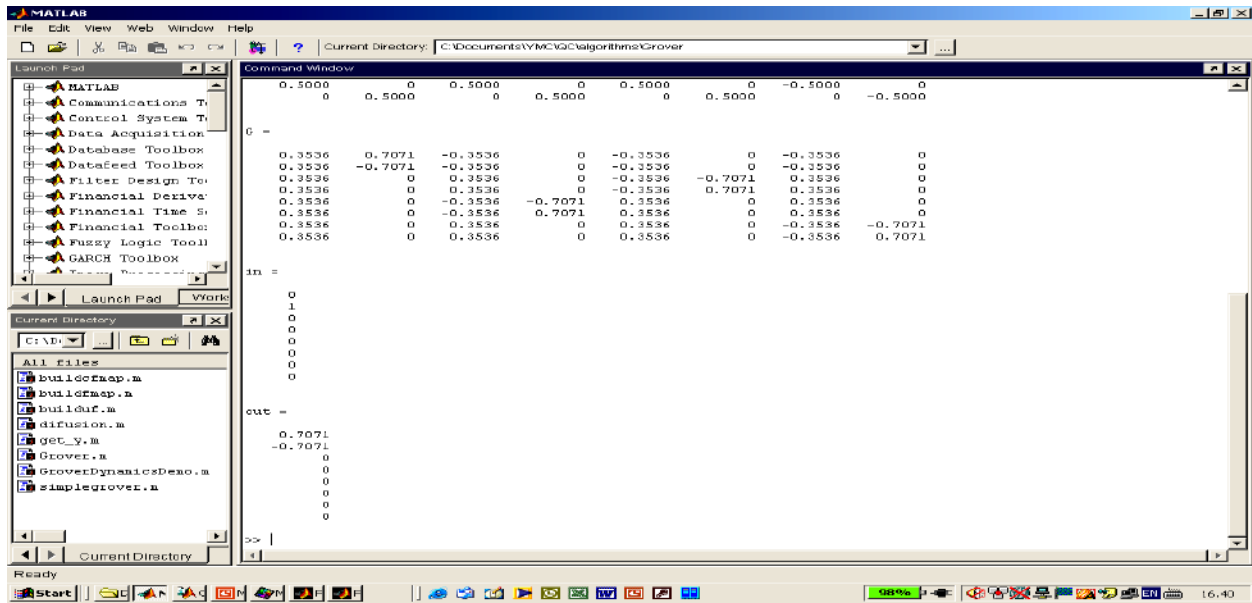 MATLAB
File Edit View Web Window Help
Current Directory: C:\Documents\YMC\QC\algorithms\Grover
Launch Pad
MATLAB
Communications T
Control System T
Data Acquisition
Database Toolbox
Datafeed Toolbox
Filter Design To
Financial Deriva
Financial Time S
Financial Toolbo
Fuzzy Logic Tool
GARCH Toolbox
Launch Pad Work
Current Directory
C:\D
All files
buildcfmap.m
buildfmap.m
builduf.m
difusion.m
get_y.m
Grover.m
GroverDynamicsDemo.m
simplegrover.m
Current Directory
Command Window
0.5000 0 0.5000 0 0.5000 0 -0.5000 0
0 0.5000 0 0.5000 0 0.5000 0 -0.5000
G =
0.3536 0.7071 -0.3536 0 -0.3536 0 -0.3536 0
0.3536 -0.7071 -0.3536 0 -0.3536 0 -0.3536 0
0.3536 0 0.3536 0 -0.3536 -0.7071 0.3536 0
0.3536 0 0.3536 0 -0.3536 0.7071 0.3536 0
0.3536 0 -0.3536 -0.7071 0.3536 0 0.3536 0
0.3536 0 -0.3536 0.7071 0.3536 0 0.3536 0
0.3536 0 0.3536 0 0.3536 0 -0.3536 -0.7071
0.3536 0 0.3536 0 0.3536 0 -0.3536 0.7071
in =
0
1
0
0
0
0
0
0
out =
0.7071
-0.7071
0
0
0
0
0
0
>>
Ready
Start
98%
EN
16.40